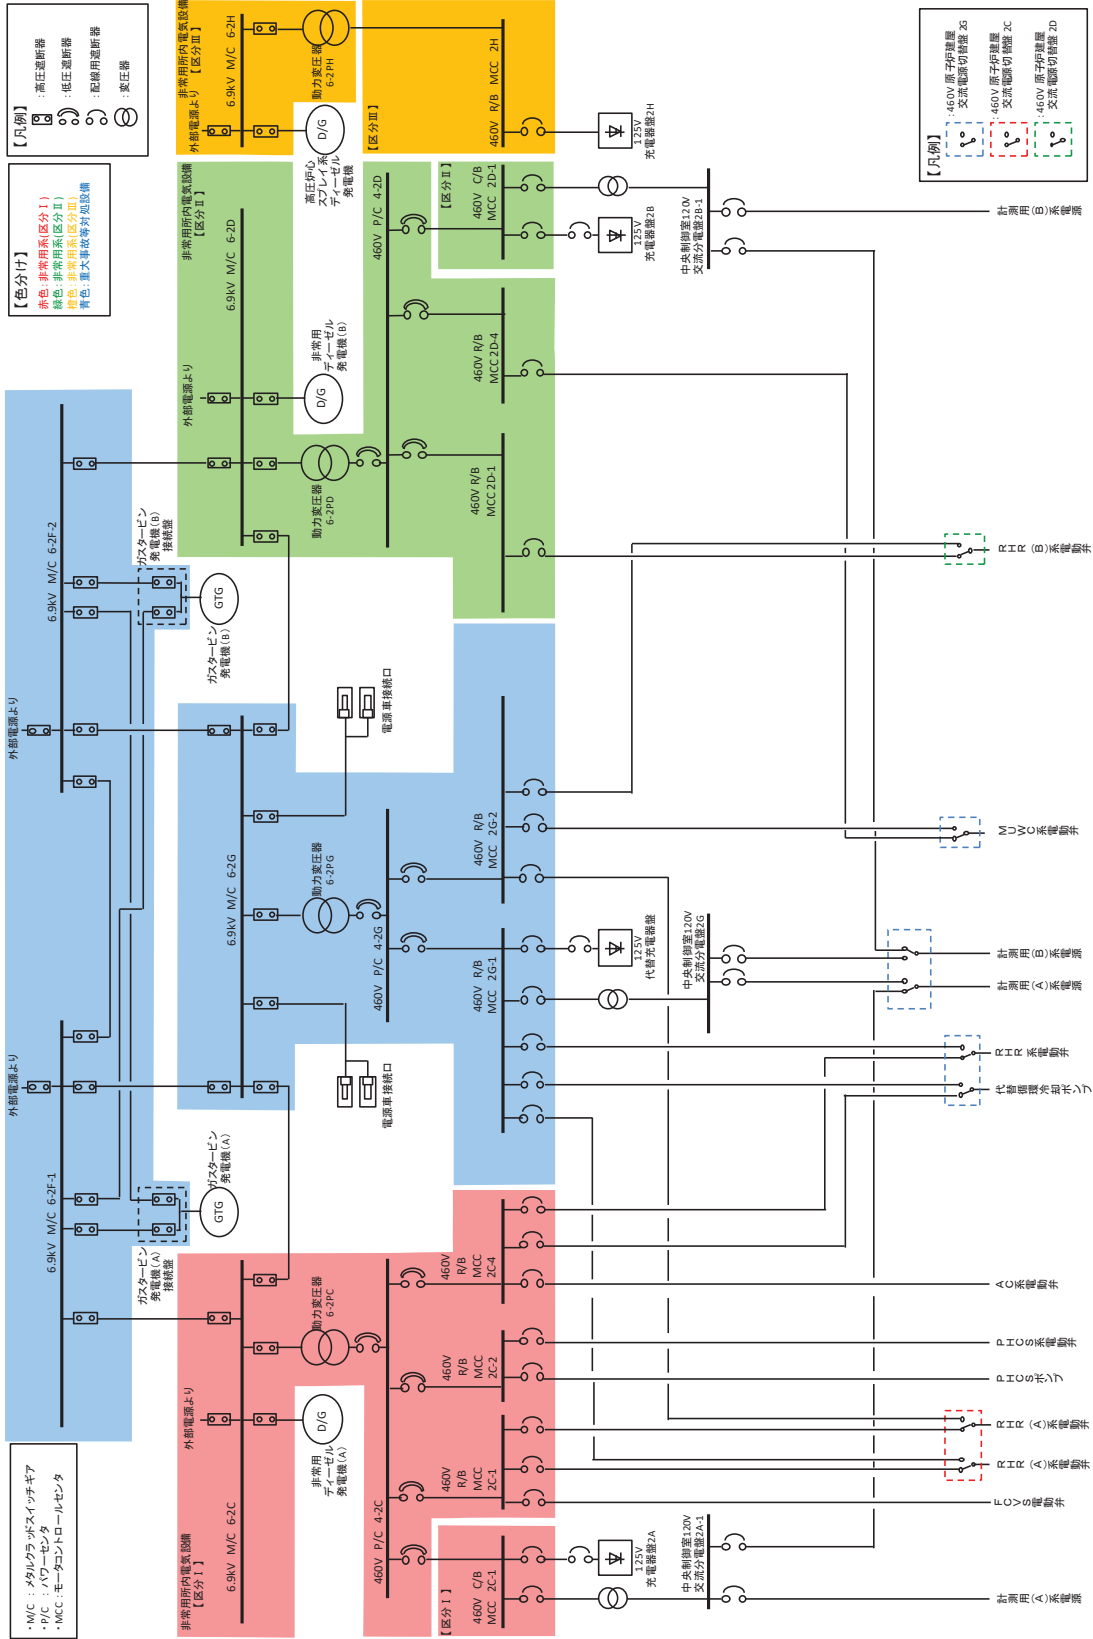 ・M/C ：メタルクラッドスイッチギア
・P/C ：パワーセンタ
・MCC：モータコントロールセンタ
【色分け】
赤色：非常用系(区分Ⅰ)
緑色：非常用系(区分Ⅱ)
橙色：非常用系(区分Ⅲ)
青色：重大事故等対処設備
【凡例】
：高圧遮断器
：低圧遮断器
：配線用遮断器
：変圧器
外部電源より
6.9kV M/C 6-2F-1
外部電源より
6.9kV M/C 6-2F-2
ガスタービン
発電機(A)
接続盤
GTG
ガスタービン
発電機(A)
ガスタービン
発電機(B)
GTG
ガスタービン
発電機(B)
接続盤
非常用所内電気設備
【区分Ⅰ】
外部電源より
6.9kV M/C 6-2C
D/G
非常用
ディーゼル
発電機(A)
動力変圧器
6-2PC
460V P/C 4-2C
【区分Ⅰ】
460V C/B
MCC 2C-1
460V
R/B
MCC
2C-1
460V
R/B
MCC
2C-2
460V
R/B
MCC
2C-4
6.9kV M/C 6-2G
電源車接続口
動力変圧器
6-2PG
電源車接続口
460V P/C 4-2G
460V R/B
MCC 2G-1
460V R/B
MCC 2G-2
非常用所内電気設備
【区分Ⅱ】
外部電源より
6.9kV M/C 6-2D
動力変圧器
6-2PD
D/G
非常用
ディーゼル
発電機(B)
460V P/C 4-2D
460V R/B
MCC 2D-1
460V R/B
MCC 2D-4
【区分Ⅱ】
460V C/B
MCC 2D-1
非常用所内電気設備
【区分Ⅲ】
外部電源より
6.9kV M/C 6-2H
D/G
高圧炉心
スプレイ系
ディーゼル
発電機
動力変圧器
6-2PH
【区分Ⅲ】
460V R/B MCC 2H
125V
充電器盤2A
中央制御室120V
交流分電盤2A-1
125V
代替充電器盤
中央制御室120V
交流分電盤2G
125V
充電器盤2B
中央制御室120V
交流分電盤2B-1
125V
充電器盤2H
【凡例】
：460V 原子炉建屋
交流電源切替盤 2G
：460V 原子炉建屋
交流電源切替盤 2C
：460V 原子炉建屋
交流電源切替盤 2D
計測用(A)系電源
FCVS電動弁
RHR (A)系電動弁
RHR (A)系電動弁
PHCSポンプ
PHCS系電動弁
AC系電動弁
代替循環冷却ポンプ
RHR 系電動弁
計測用(A)系電源
計測用(B)系電源
MUWC系電動弁
RHR (B)系電動弁
計測用(B)系電源